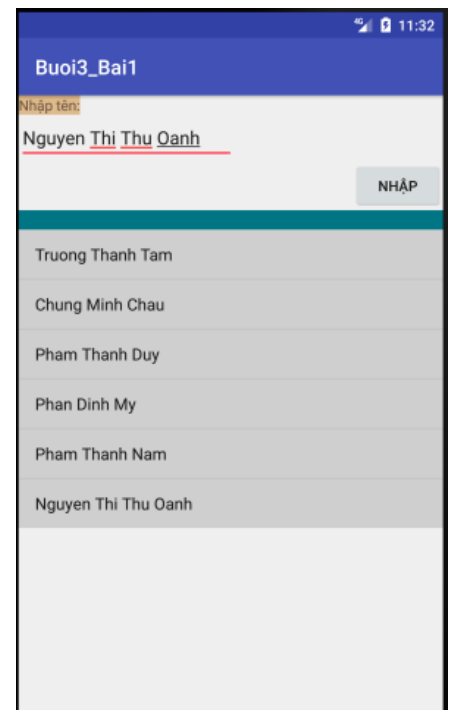 4G 11:32
Buoi3_Bai1
Nhập tên:
Nguyen Thi Thu Oanh
NHẬP
Truong Thanh Tam
Chung Minh Chau
Pham Thanh Duy
Phan Dinh My
Pham Thanh Nam
Nguyen Thi Thu Oanh